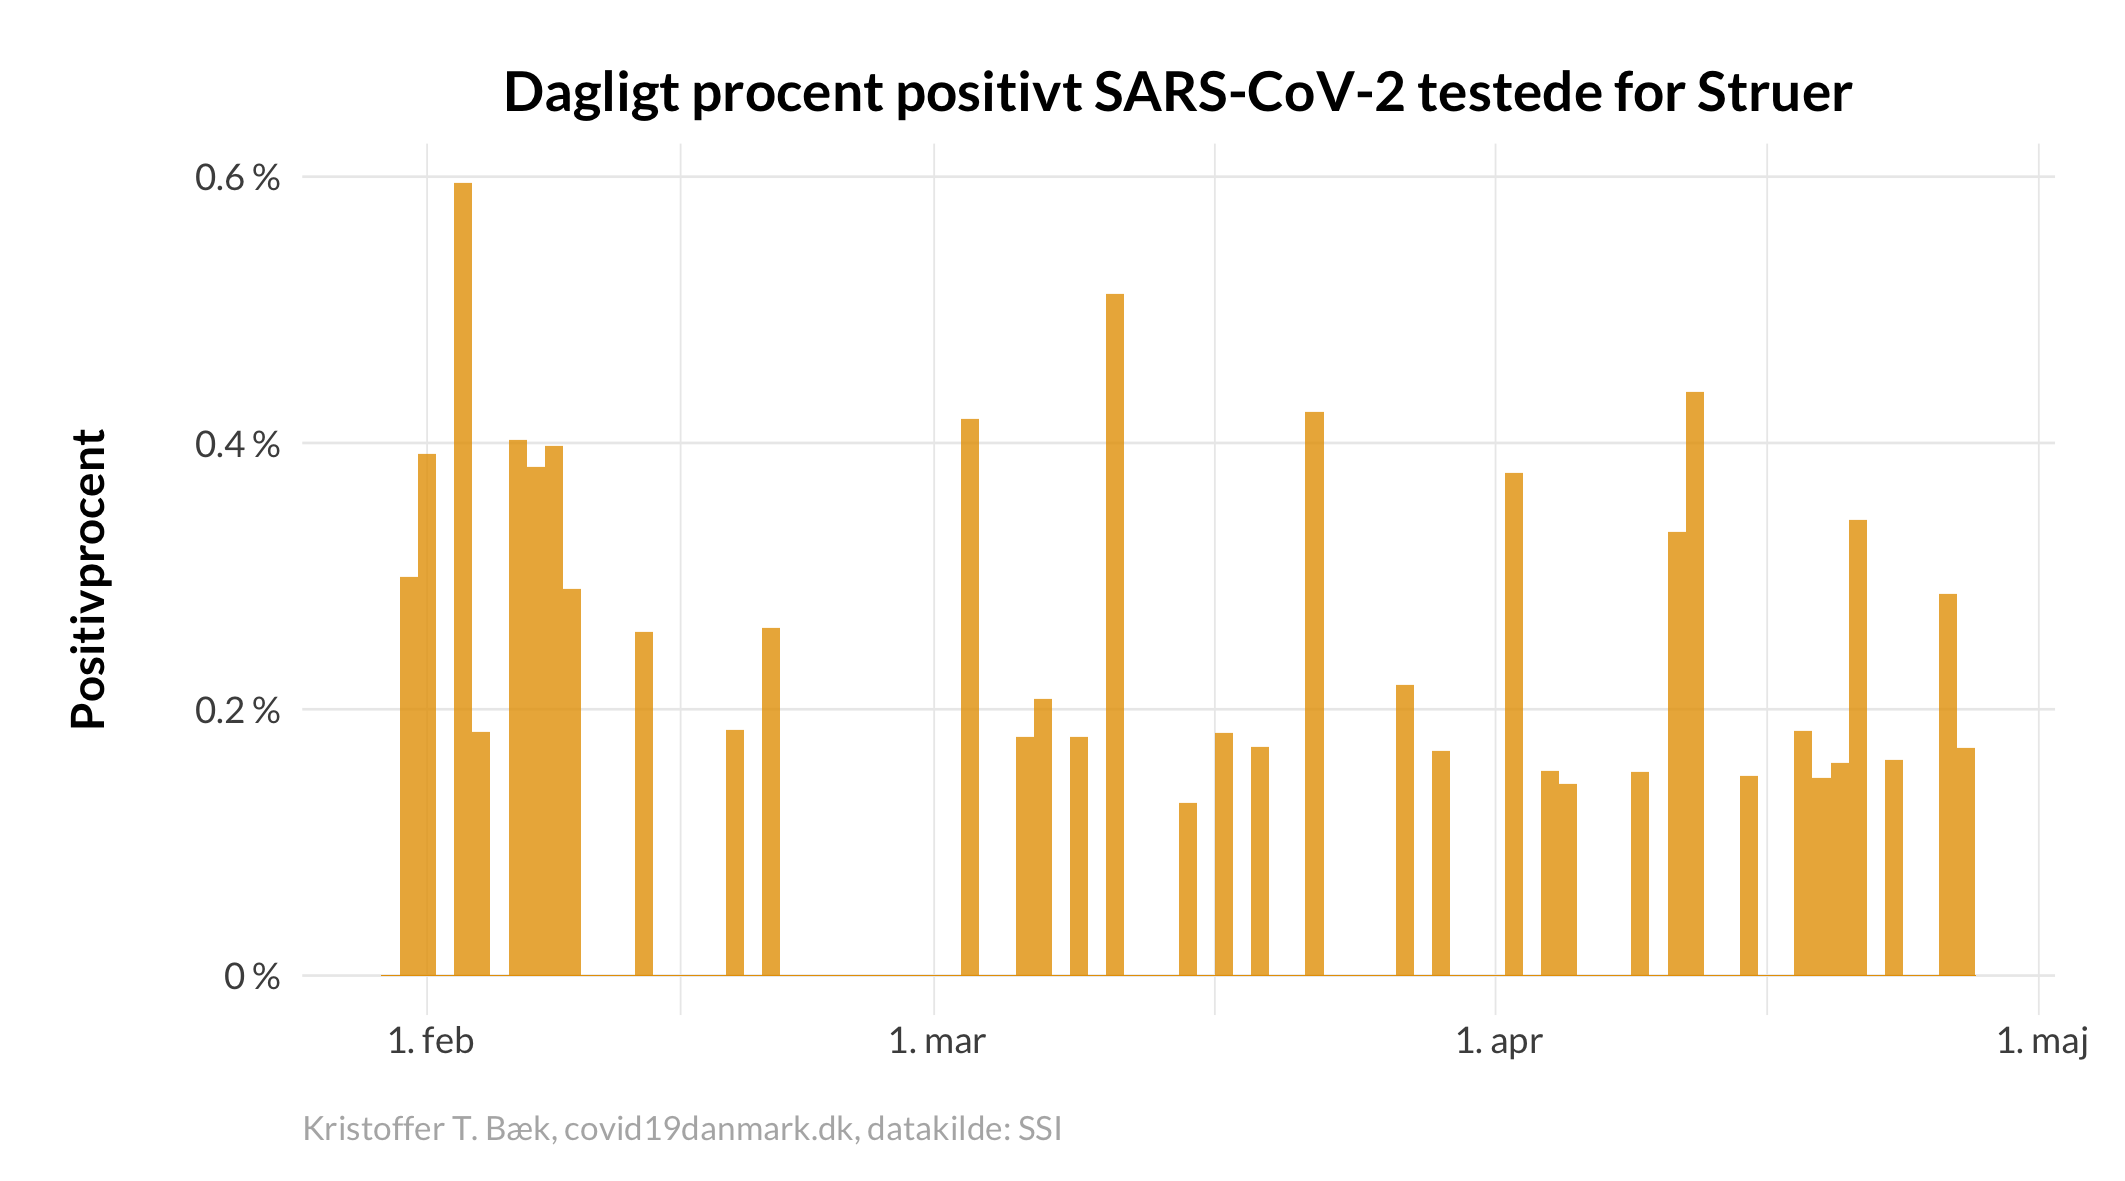 Dagligt procent positivt SARS-CoV-2 testede for Struer
Positivprocent
0.6 %
0.4 %
0.2 %
0 %
1. feb
1. mar
1. apr
1. maj
Kristoffer T. Bæk, covid19danmark.dk, datakilde: SSI